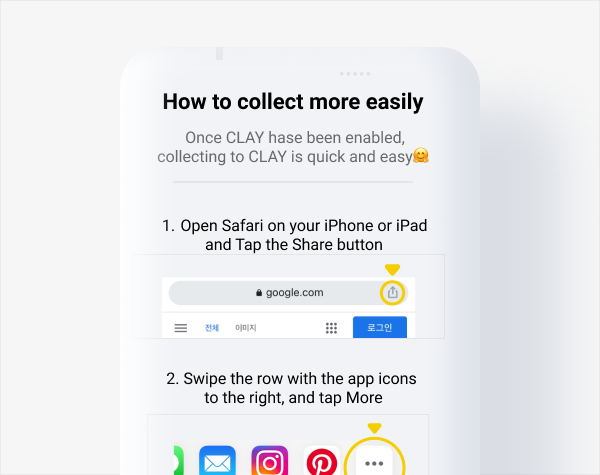 How to collect more easily
Once CLAY hase been enabled,
collecting to CLAY is quick and easy🤗
1. Open Safari on your iPhone or iPad
and Tap the Share button
google.com
전체 이미지 로그인
2. Swipe the row with the app icons
to the right, and tap More